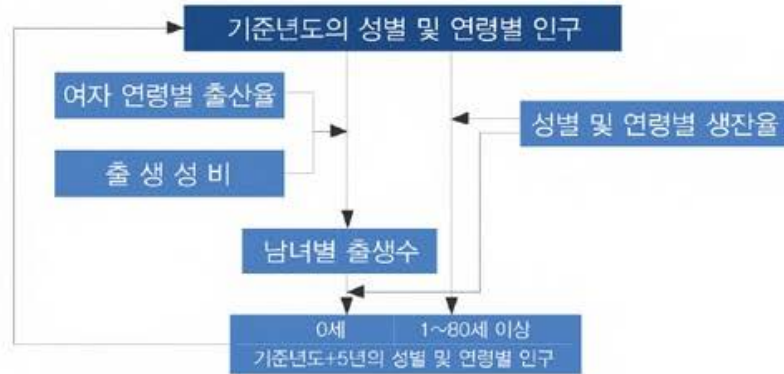 기준년도의 성별 및 연령별 인구
여자 연령별 출산율
성별 및 연령별 생잔율
출 생 성 비
남녀별 출생수
0세
1~80세 이상
기준년도+5년의 성별 및 연령별 인구